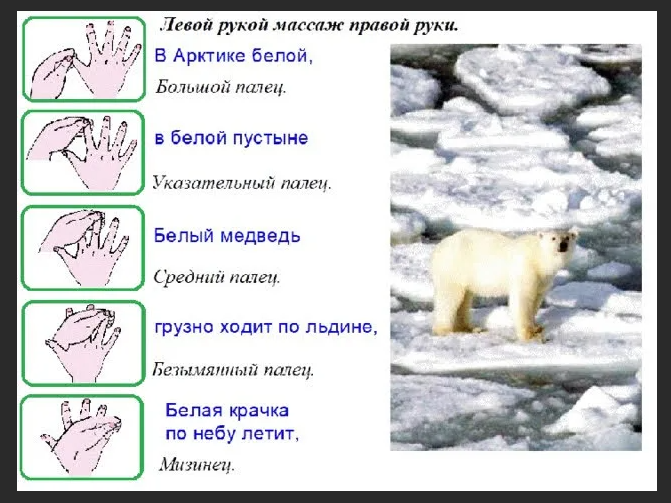 Левой рукой массаж правой руки.
В Арктике белой,
Большой палец.
в белой пустыне
Указательный палец.
Белый медведь
Средний палец.
грузно ходит по льдине,
Безымянный палец.
Белая крачка
по небу летит,
Мизинец.